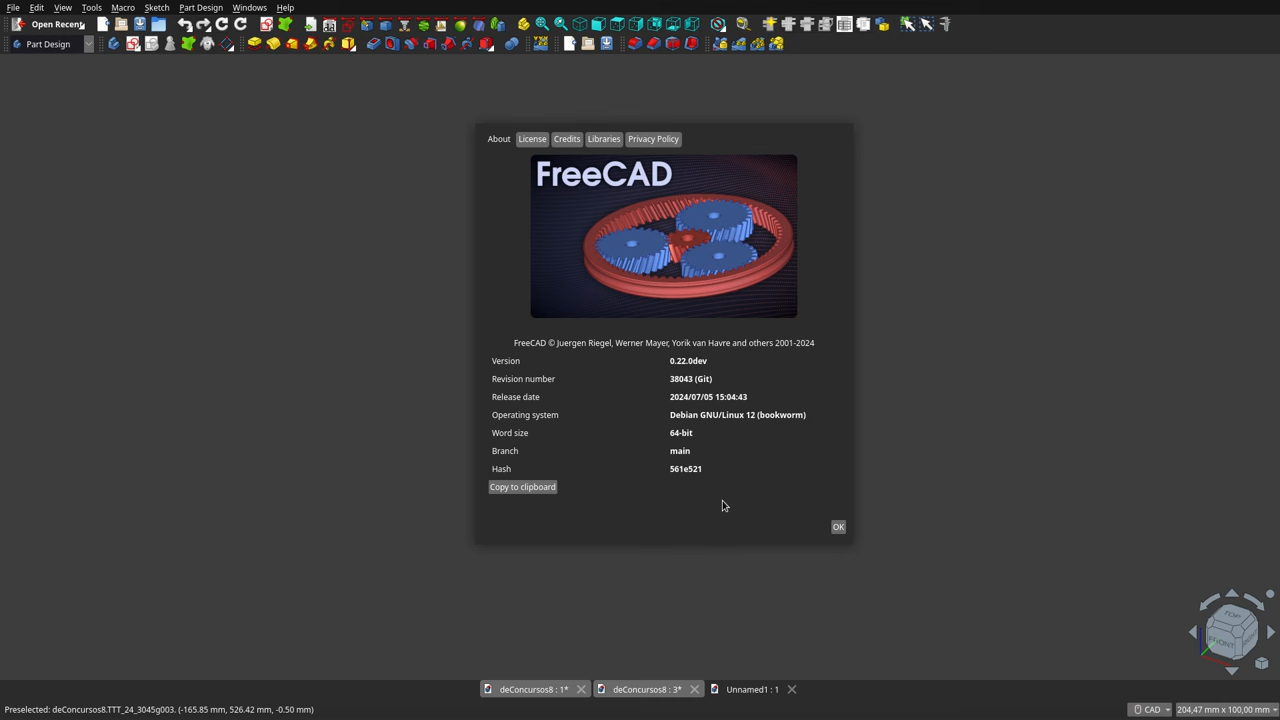 File Edit View Tools Macro Sketch Part Design Windows Help
Open Recent
Part Design
About License Credits Libraries Privacy Policy
FreeCAD
FreeCAD © Juergen Riegel, Werner Mayer, Yorik van Havre and others 2001-2024
Version 0.22.0dev
Revision number 38043 (Git)
Release date 2024/07/05 15:04:43
Operating system Debian GNU/Linux 12 (bookworm)
Word size 64-bit
Branch main
Hash 561e521
Copy to clipboard
OK
TOP
FRONT
deConcursos8 : 1* deConcursos8 : 3* Unnamed1 : 1
Preselected: deConcursos8.TTT_24_3045g003. (-165.85 mm, 526.42 mm, -0.50 mm) CAD 204,47 mm x 100,00 mm